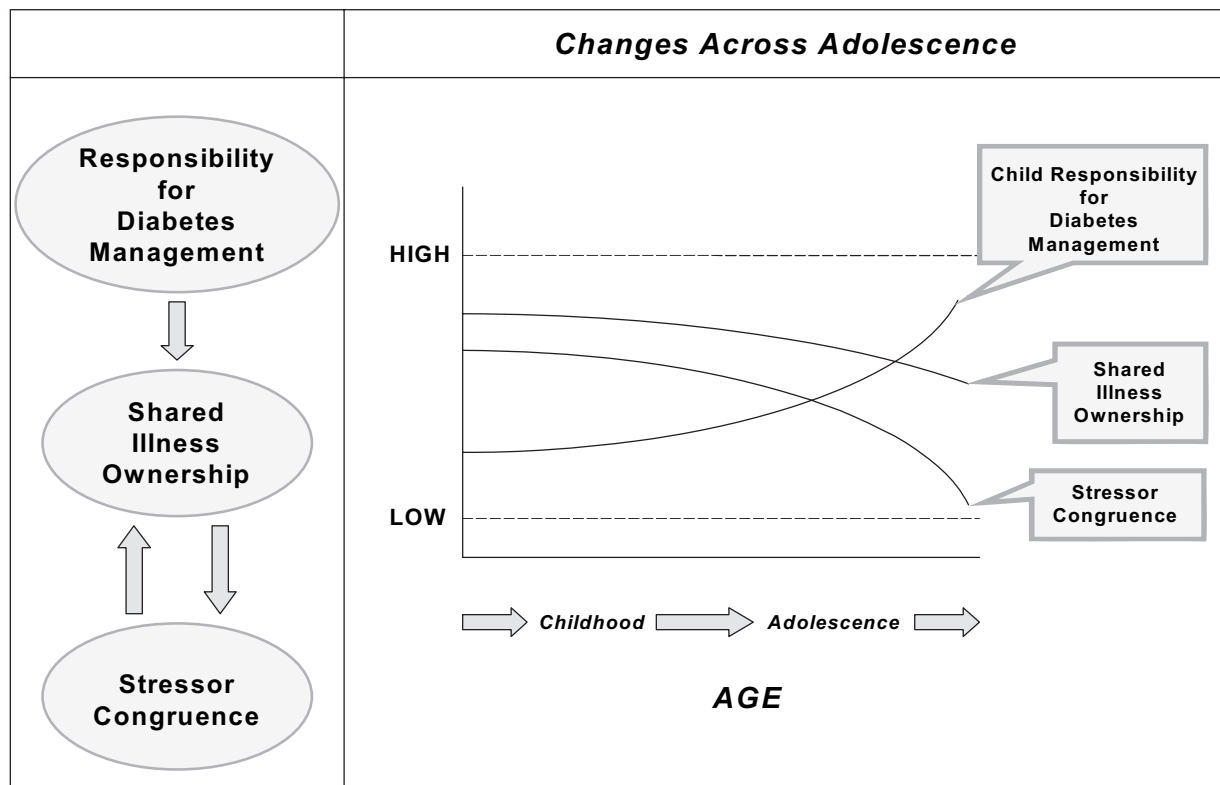 Changes Across Adolescence
Responsibility
for
Diabetes
Management
Shared
Illness
Ownership
Stressor
Congruence
HIGH
LOW
Child Responsibility
for
Diabetes
Management
Shared
Illness
Ownership
Stressor
Congruence
Childhood
Adolescence
AGE